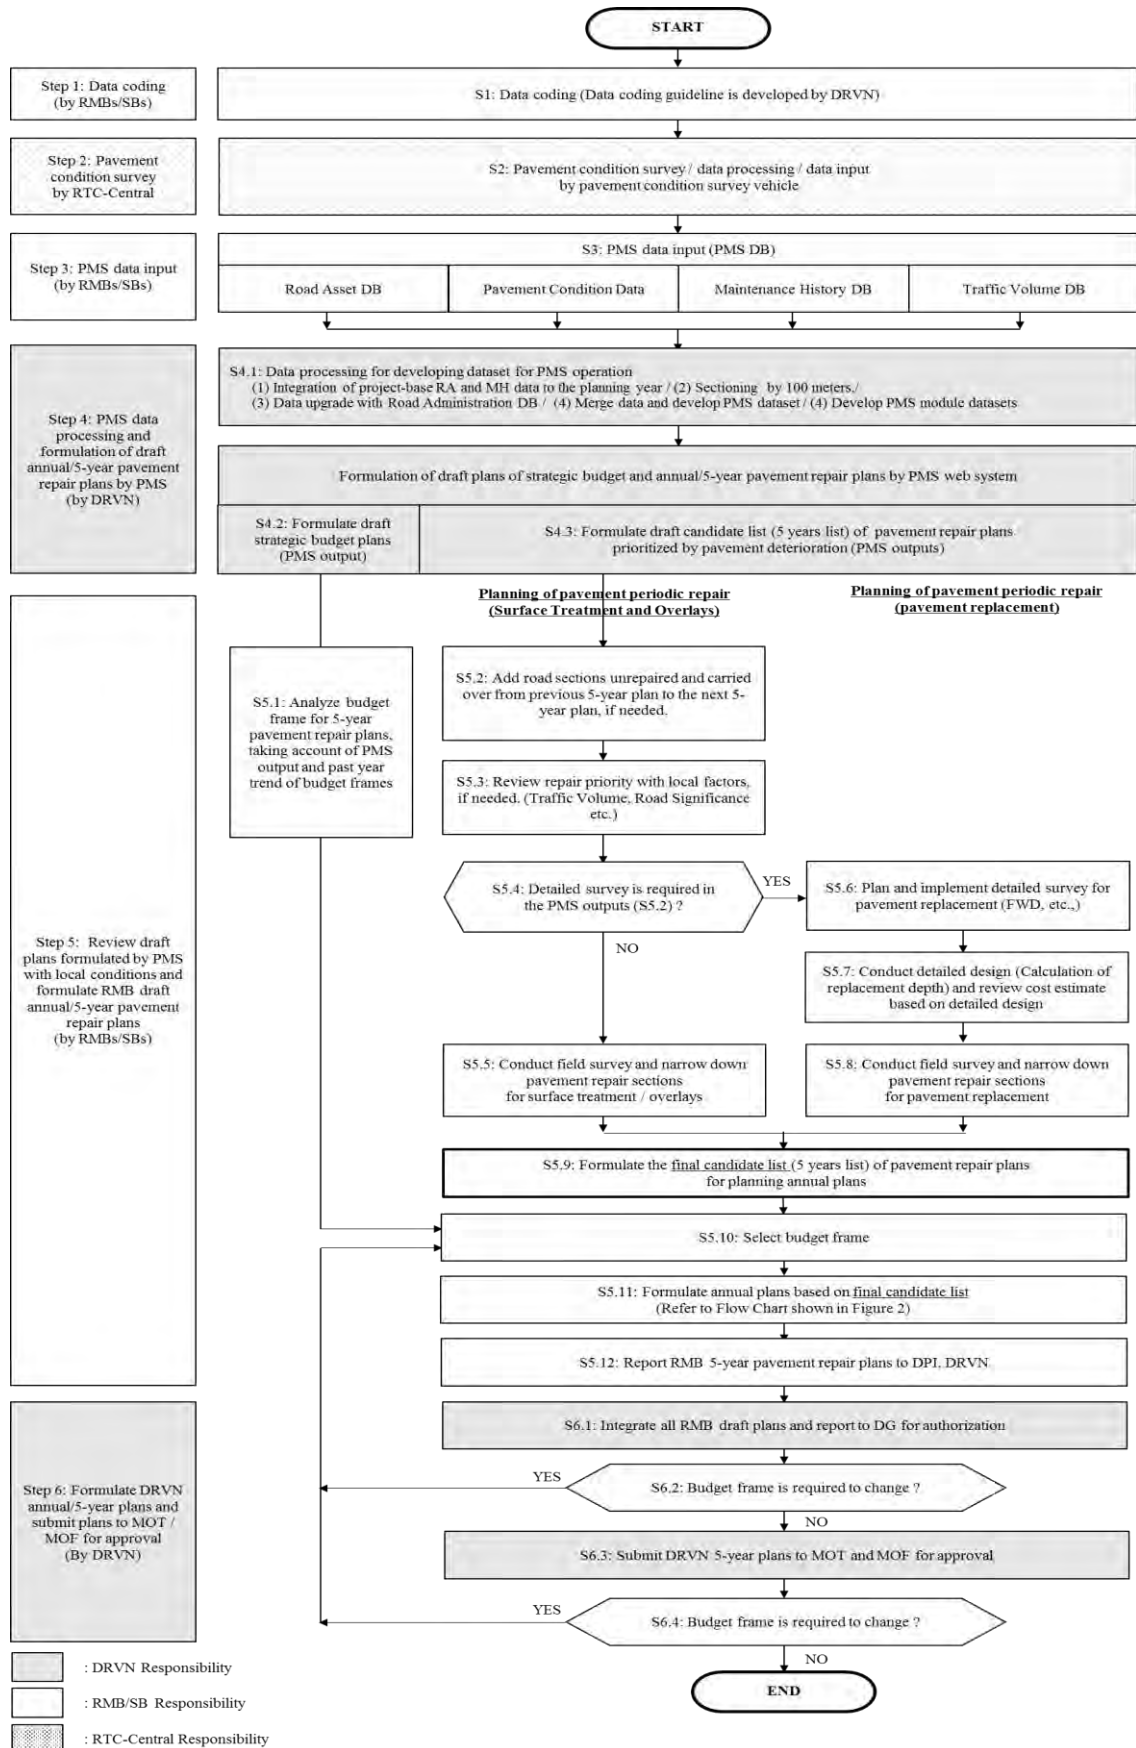 START
Step 1: Data coding
(by RMBs/SBs)
S1: Data coding (Data coding guideline is developed by DRVN)
Step 2: Pavement
condition survey
by RTC-Central
S2: Pavement condition survey / data processing / data input
by pavement condition survey vehicle
Step 3: PMS data input
(by RMBs/SBs)
S3: PMS data input (PMS DB)
Road Asset DB
Pavement Condition Data
Maintenance History DB
Traffic Volume DB
Step 4: PMS data
processing and
formulation of draft
annual/5-year pavement
repair plans by PMS
(by DRVN)
S4.1: Data processing for developing dataset for PMS operation
(1) Integration of project-base RA and MH data to the planning year / (2) Sectioning by 100 meters./
(3) Data upgrade with Road Administration DB / (4) Merge data and develop PMS dataset / (4) Develop PMS module datasets
Formulation of draft plans of strategic budget and annual/5-year pavement repair plans by PMS web system
S4.2: Formulate draft
strategic budget plans
(PMS output)
S4.3: Formulate draft candidate list (5 years list) of pavement repair plans
prioritized by pavement deterioration (PMS outputs)
Planning of pavement periodic repair
(Surface Treatment and Overlays)
Planning of pavement periodic repair
(pavement replacement)
Step 5: Review draft
plans formulated by PMS
with local conditions and
formulate RMB draft
annual/5-year pavement
repair plans
(by RMBs/SBs)
S5.1: Analyze budget
frame for 5-year
pavement repair plans,
taking account of PMS
output and past year
trend of budget frames
S5.2: Add road sections unrepaired and carried
over from previous 5-year plan to the next 5-
year plan, if needed.
S5.3: Review repair priority with local factors,
if needed. (Traffic Volume, Road Significance
etc.)
S5.4: Detailed survey is required in
the PMS outputs (S5.2) ?
YES
NO
S5.6: Plan and implement detailed survey for
pavement replacement (FWD, etc.,)
S5.7: Conduct detailed design (Calculation of
replacement depth) and review cost estimate
based on detailed design
S5.5: Conduct field survey and narrow down
pavement repair sections
for surface treatment / overlays
S5.8: Conduct field survey and narrow down
pavement repair sections
for pavement replacement
S5.9: Formulate the final candidate list (5 years list) of pavement repair plans
for planning annual plans
S5.10: Select budget frame
S5.11: Formulate annual plans based on final candidate list
(Refer to Flow Chart shown in Figure 2)
S5.12: Report RMB 5-year pavement repair plans to DPI, DRVN
Step 6: Formulate DRVN
annual/5-year plans and
submit plans to MOT /
MOF for approval
(By DRVN)
S6.1: Integrate all RMB draft plans and report to DG for authorization
YES
S6.2: Budget frame is required to change ?
NO
S6.3: Submit DRVN 5-year plans to MOT and MOF for approval
YES
S6.4: Budget frame is required to change ?
NO
END
: DRVN Responsibility
: RMB/SB Responsibility
: RTC-Central Responsibility